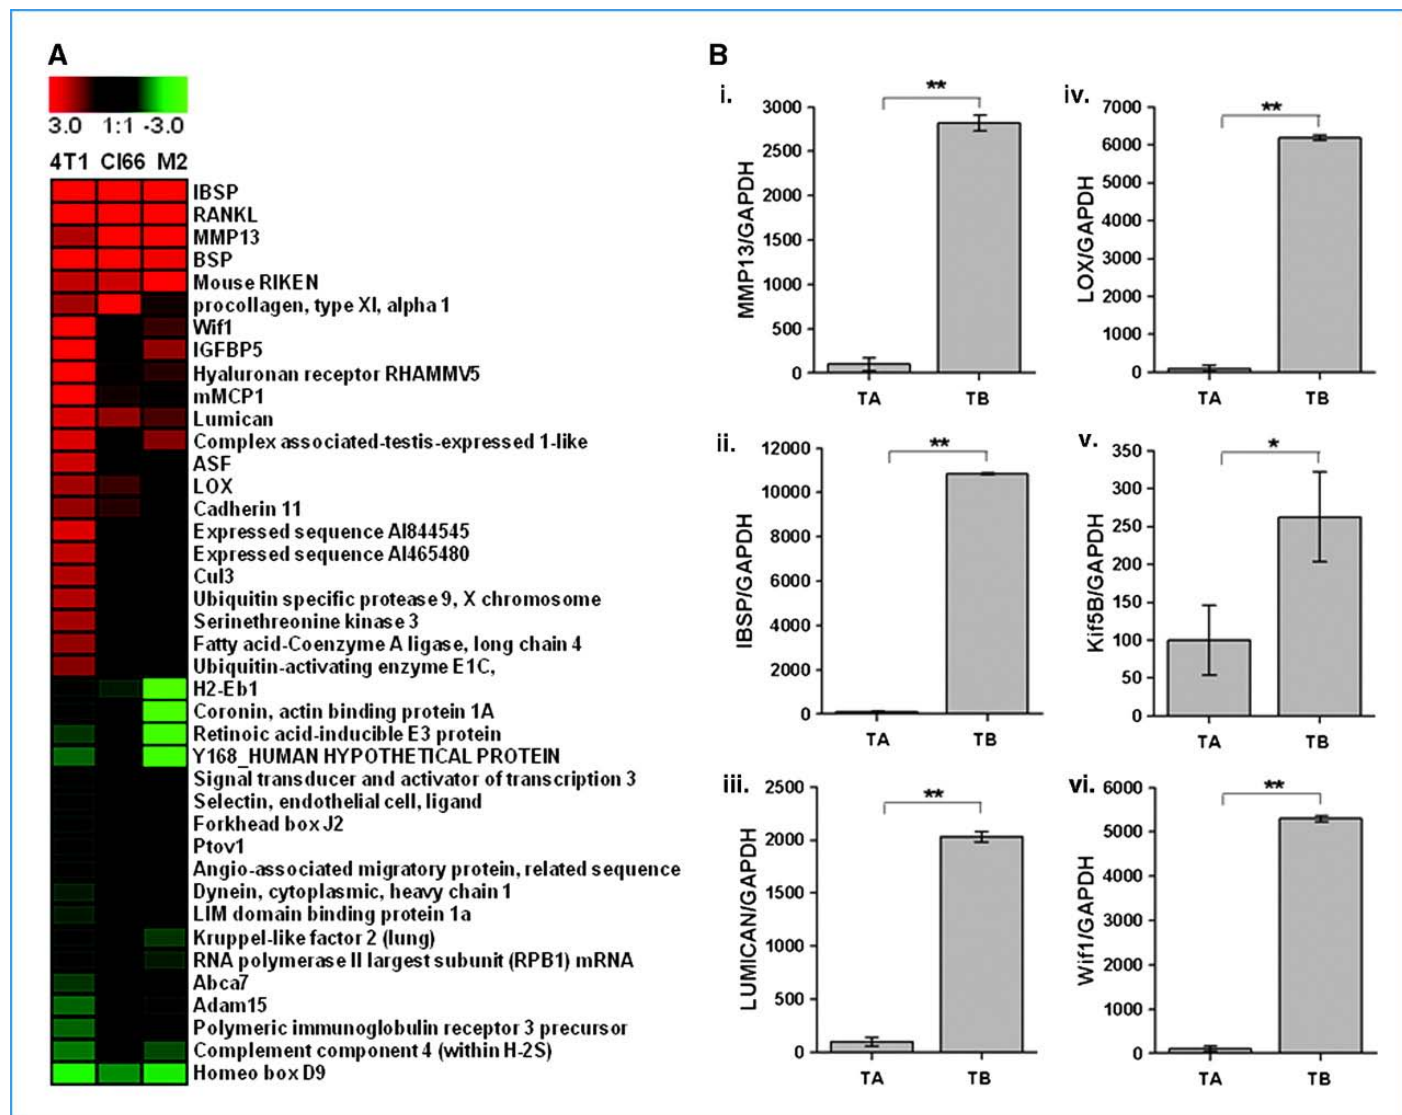 A
3.0 1:1 -3.0
4T1 Cl66 M2
IBSP
RANKL
MMP13
BSP
Mouse RIKEN
procollagen, type XI, alpha 1
Wif1
IGFBP5
Hyaluronan receptor RHAMMV5
mMCP1
Lumican
Complex associated-testis-expressed 1-like
ASF
LOX
Cadherin 11
Expressed sequence AI844545
Expressed sequence AI465480
Cul3
Ubiquitin specific protease 9, X chromosome
Serinethreonine kinase 3
Fatty acid-Coenzyme A ligase, long chain 4
Ubiquitin-activating enzyme E1C,
H2-Eb1
Coronin, actin binding protein 1A
Retinoic acid-inducible E3 protein
Y168_HUMAN HYPOTHETICAL PROTEIN
Signal transducer and activator of transcription 3
Selectin, endothelial cell, ligand
Forkhead box J2
Ptov1
Angio-associated migratory protein, related sequence
Dynein, cytoplasmic, heavy chain 1
LIM domain binding protein 1a
Kruppel-like factor 2 (lung)
RNA polymerase II largest subunit (RPB1) mRNA
Abca7
Adam15
Polymeric immunoglobulin receptor 3 precursor
Complement component 4 (within H-2S)
Homeo box D9
B
i.
**
MMP13/GAPDH
3000
2500
2000
1500
1000
500
0
TA TB
ii.
**
IBSP/GAPDH
12000
10000
8000
6000
4000
2000
0
TA TB
iii.
**
LUMICAN/GAPDH
2500
2000
1500
1000
500
0
TA TB
iv.
**
LOX/GAPDH
7000
6000
5000
4000
3000
2000
1000
0
TA TB
v.
*
Kif5B/GAPDH
350
300
250
200
150
100
50
0
TA TB
vi.
**
Wif1/GAPDH
6000
5000
4000
3000
2000
1000
0
TA TB